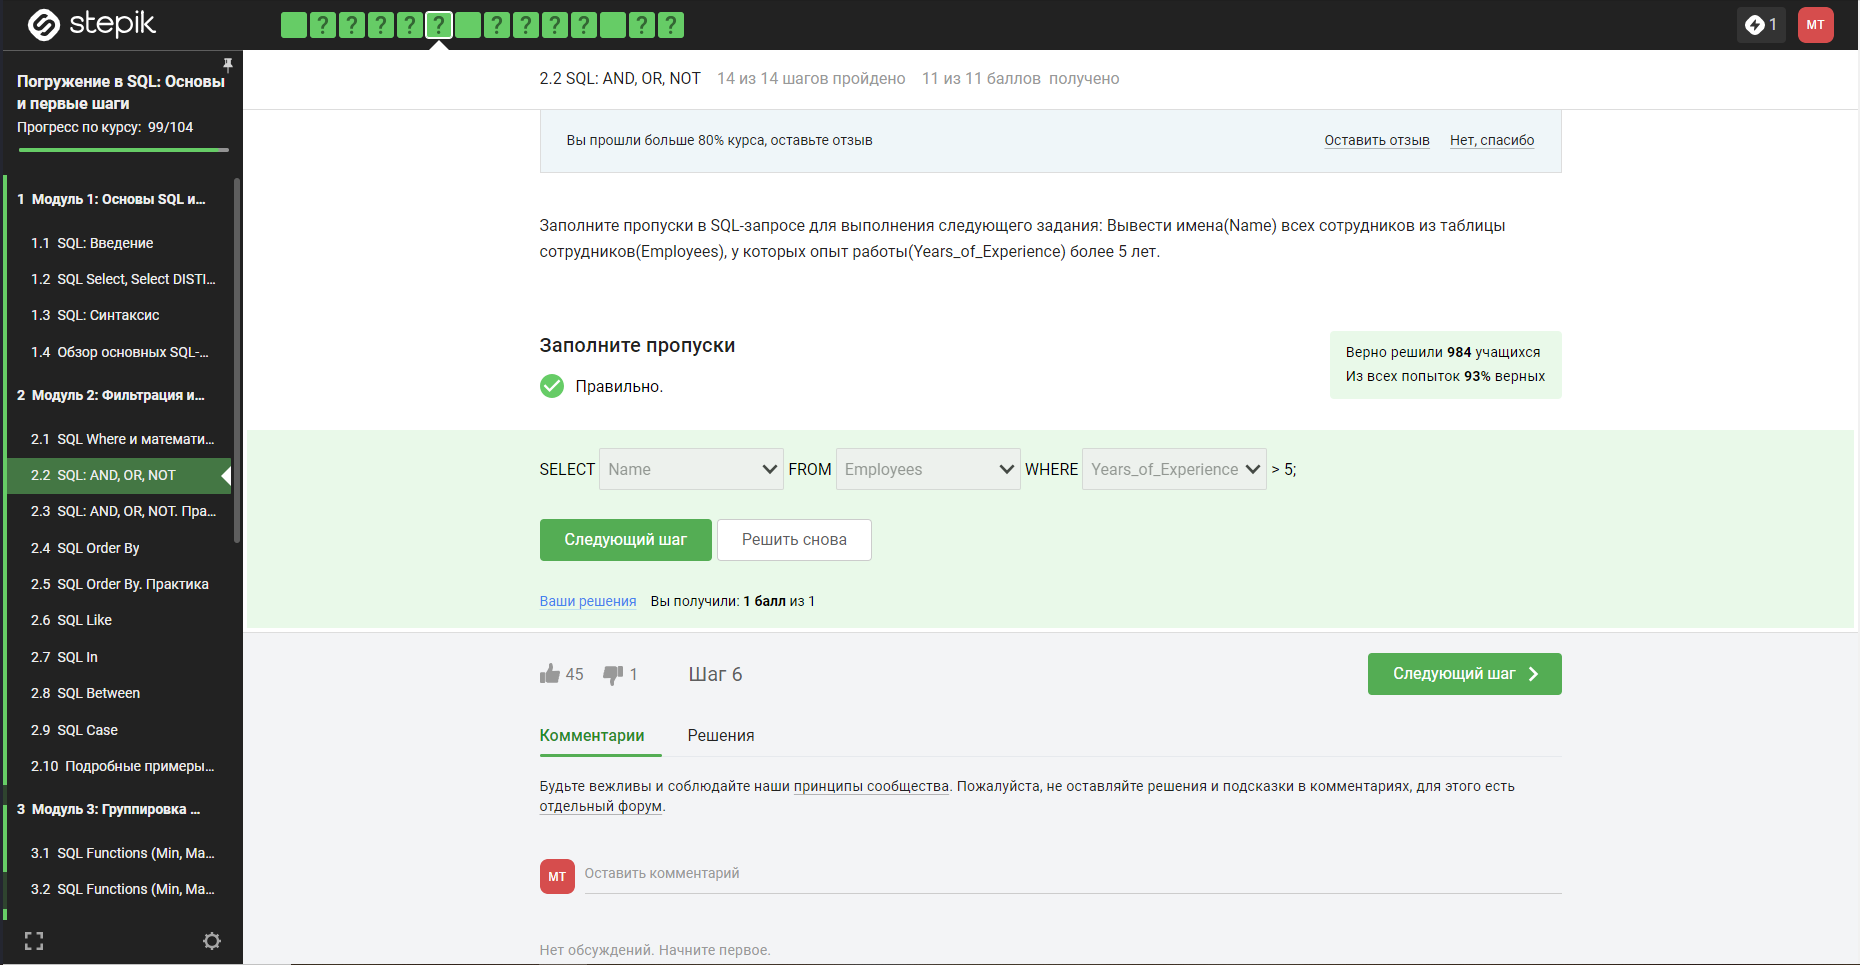 stepik
? ? ? ? ? ? ? ? ? ? ?
1
MT
Погружение в SQL: Основы
и первые шаги
Прогресс по курсу: 99/104
1 Модуль 1: Основы SQL и...
1.1 SQL: Введение
1.2 SQL Select, Select DISTI...
1.3 SQL: Синтаксис
1.4 Обзор основных SQL-...
2 Модуль 2: Фильтрация и...
2.1 SQL Where и математи...
2.2 SQL: AND, OR, NOT
2.3 SQL: AND, OR, NOT. Пра...
2.4 SQL Order By
2.5 SQL Order By. Практика
2.6 SQL Like
2.7 SQL In
2.8 SQL Between
2.9 SQL Case
2.10 Подробные примеры...
3 Модуль 3: Группировка ...
3.1 SQL Functions (Min, Ma...
3.2 SQL Functions (Min, Ma...
2.2 SQL: AND, OR, NOT 14 из 14 шагов пройдено 11 из 11 баллов получено
Вы прошли больше 80% курса, оставьте отзыв Оставить отзыв Нет, спасибо
Заполните пропуски в SQL-запросе для выполнения следующего задания: Вывести имена(Name) всех сотрудников из таблицы
сотрудников(Employees), у которых опыт работы(Years_of_Experience) более 5 лет.
Заполните пропуски
Правильно.
Верно решили 984 учащихся
Из всех попыток 93% верных
SELECT Name FROM Employees WHERE Years_of_Experience > 5;
Следующий шаг Решить снова
Ваши решения Вы получили: 1 балл из 1
45 1 Шаг 6 Следующий шаг
Комментарии Решения
Будьте вежливы и соблюдайте наши принципы сообщества. Пожалуйста, не оставляйте решения и подсказки в комментариях, для этого есть
отдельный форум.
MT Оставить комментарий
Нет обсуждений. Начните первое.